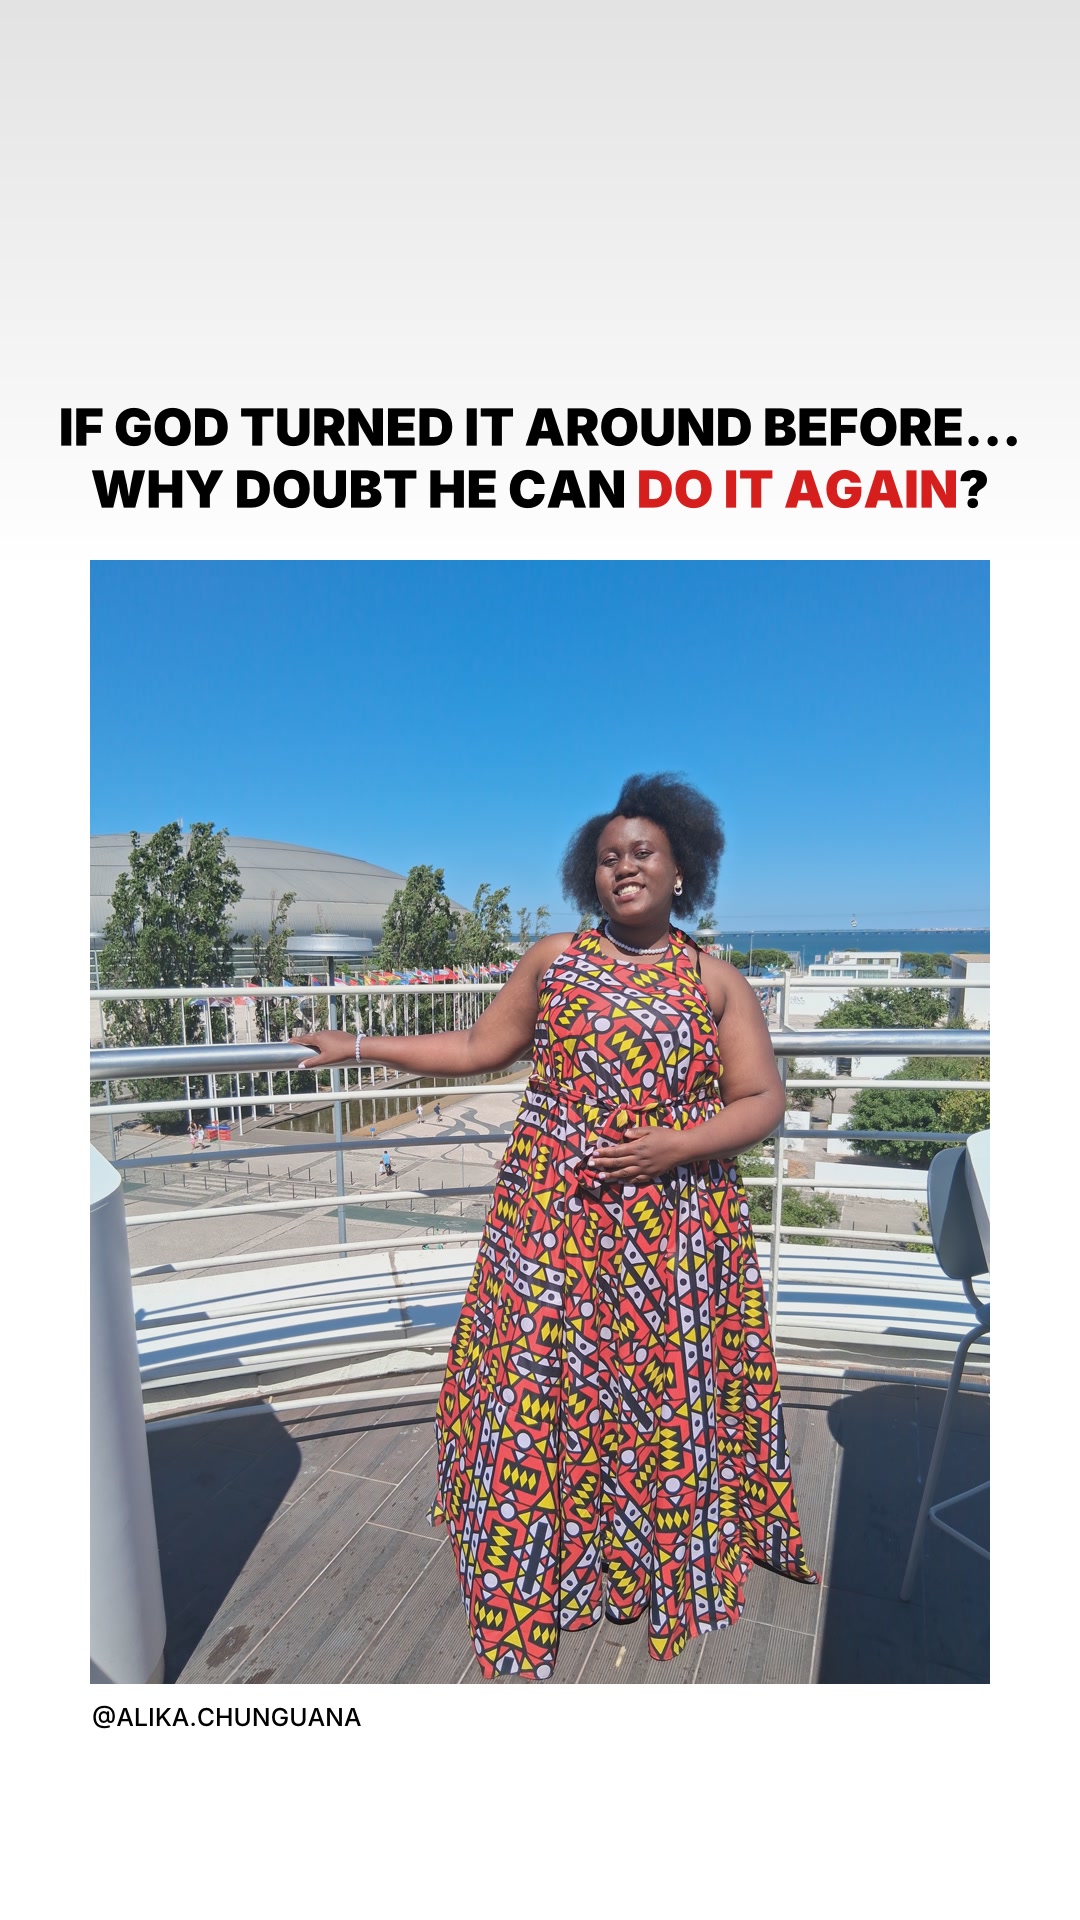 IF GOD TURNED IT AROUND BEFORE...
WHY DOUBT HE CAN DO IT AGAIN?
@ALIKA.CHUNGUANA